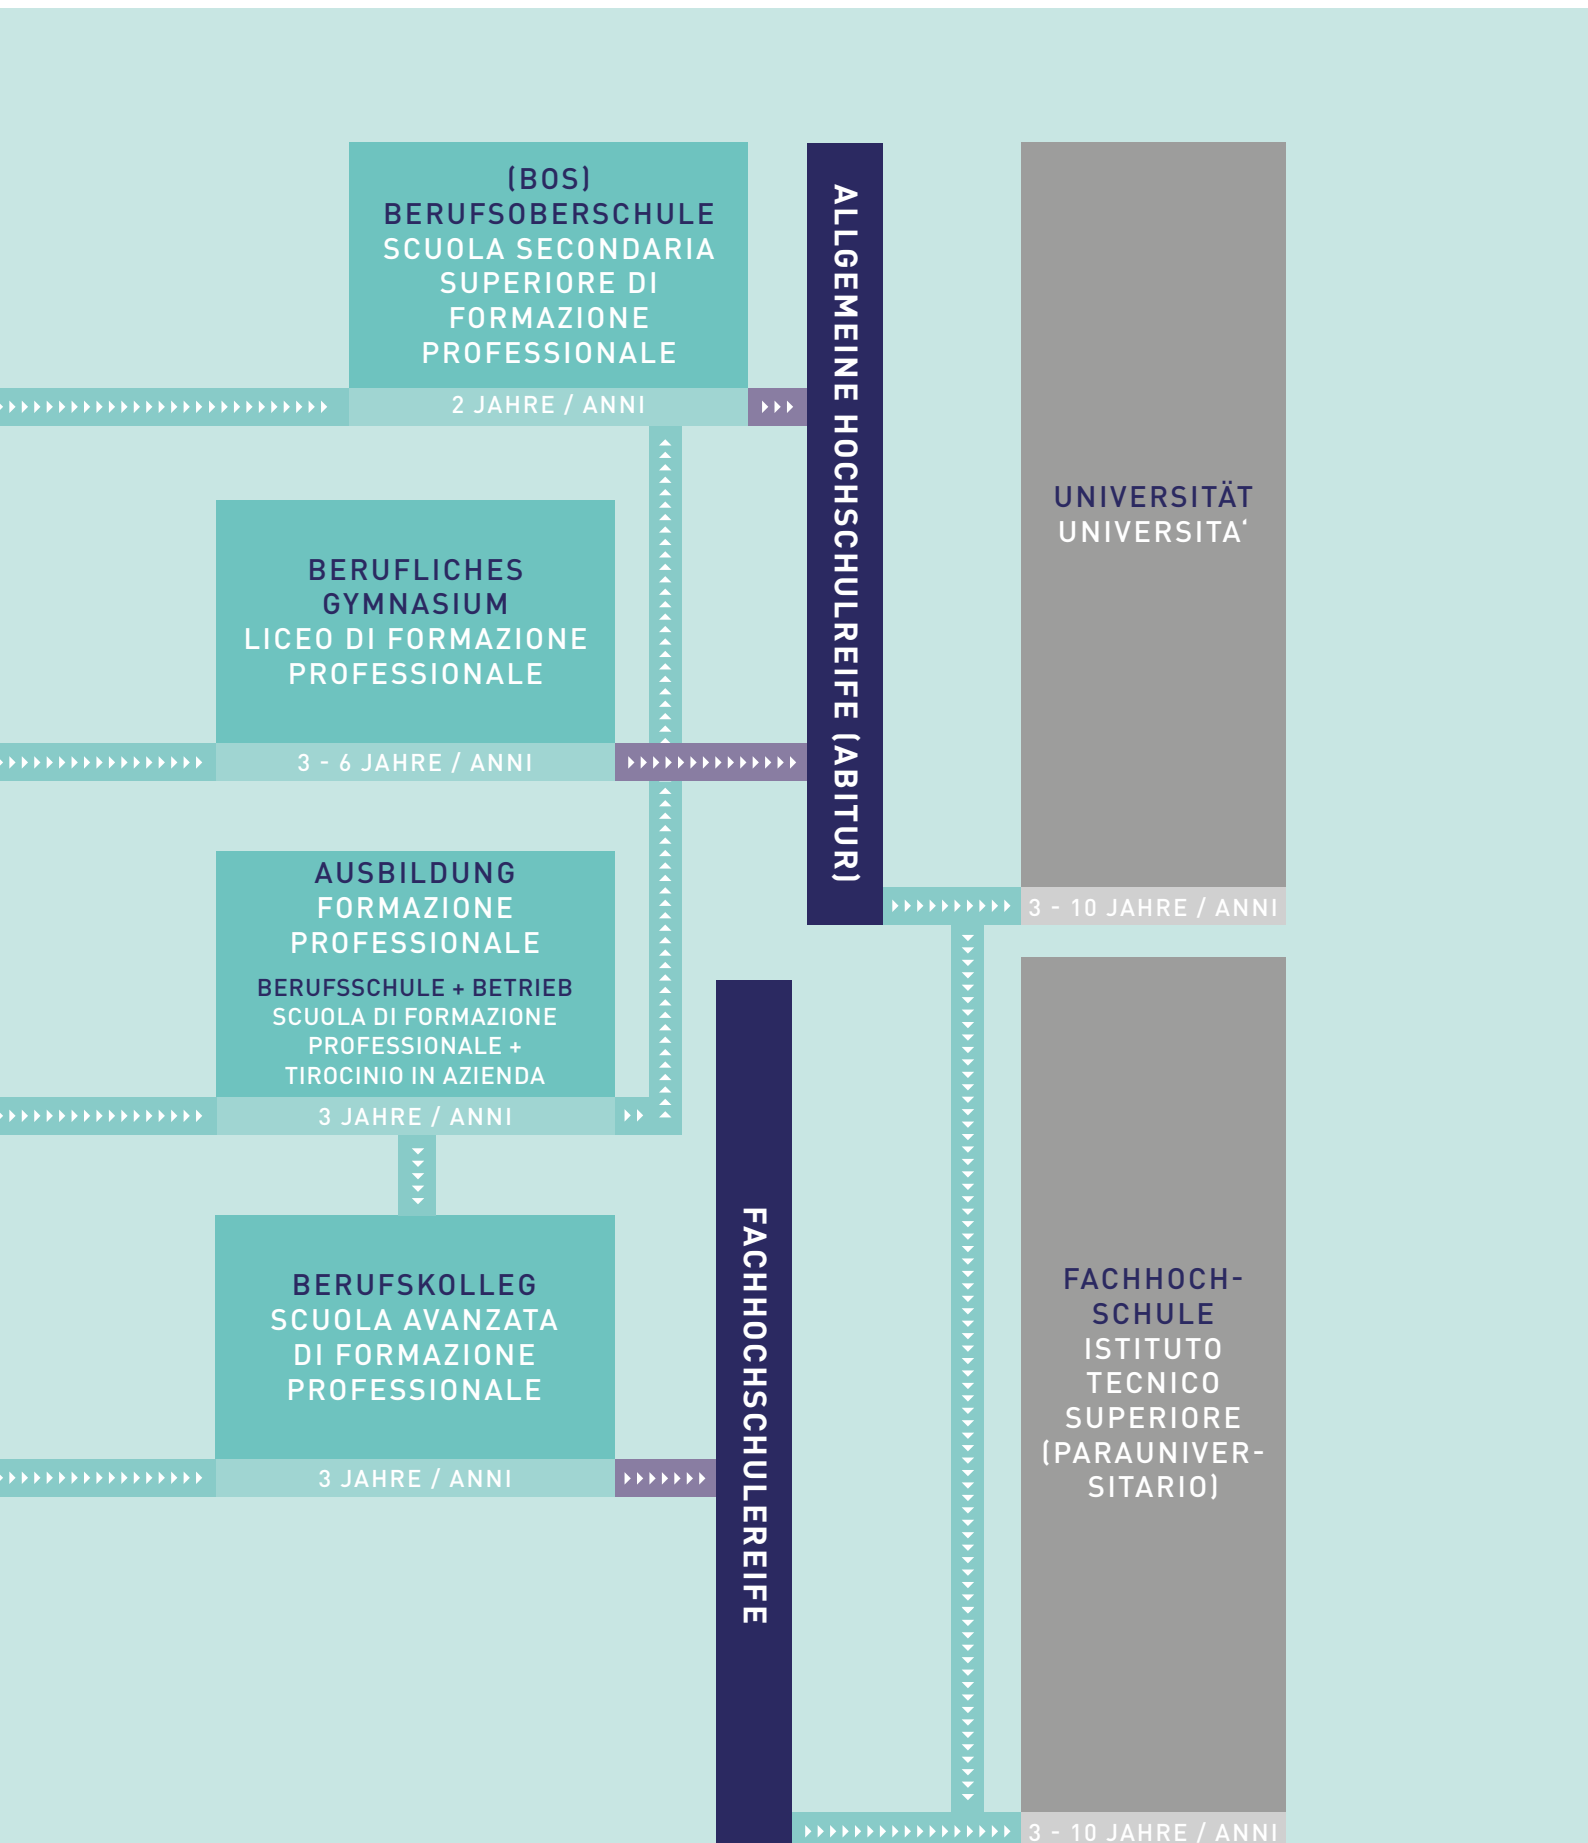 (BOS)
BERUFSOBERSCHULE
SCUOLA SECONDARIA
SUPERIORE DI
FORMAZIONE
PROFESSIONALE
2 JAHRE / ANNI
BERUFLICHES
GYMNASIUM
LICEO DI FORMAZIONE
PROFESSIONALE
3 - 6 JAHRE / ANNI
AUSBILDUNG
FORMAZIONE
PROFESSIONALE
BERUFSSCHULE + BETRIEB
SCUOLA DI FORMAZIONE
PROFESSIONALE +
TIROCINIO IN AZIENDA
3 JAHRE / ANNI
BERUFSKOLLEG
SCUOLA AVANZATA
DI FORMAZIONE
PROFESSIONALE
3 JAHRE / ANNI
FACHHOCHSCHULEREIFE
ALLGEMEINE HOCHSCHULREIFE (ABITUR)
UNIVERSITÄT
UNIVERSITA‘
3 - 10 JAHRE / ANNI
FACHHOCH-
SCHULE
ISTITUTO
TECNICO
SUPERIORE
(PARAUNIVER-
SITARIO)
3 - 10 JAHRE / ANNI